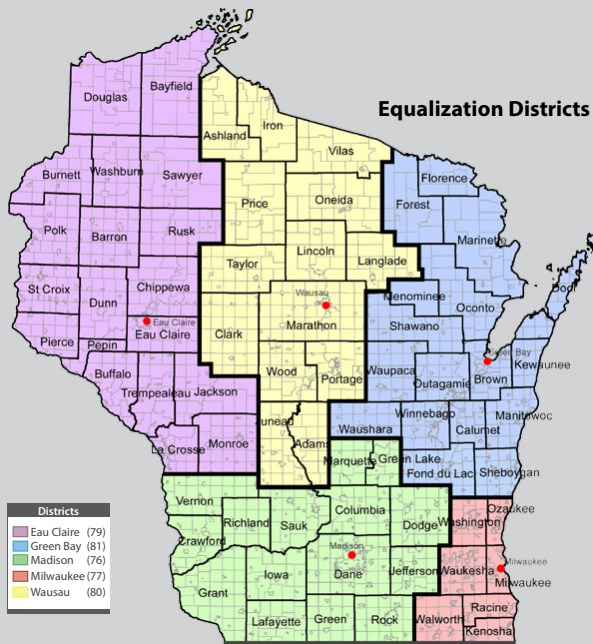 Equalization Districts
Douglas
Bayfield
Ashland
Iron
Vilas
Florence
Burnett
Washburn
Sawyer
Price
Oneida
Forest
Marinette
Polk
Barron
Rusk
Lincoln
Langlade
Taylor
Door
St Croix
Dunn
Chippewa
Wausau
Menominee
Oconto
Eau Claire
Eau Claire
Clark
Marathon
Shawano
Pierce
Pepin
Green Bay
Kewaunee
Buffalo
Wood
Portage
Waupaca
Outagamie
Brown
Trempealeau
Jackson
Winnebago
Manitowoc
Juneau
Adams
Waushara
Calumet
La Crosse
Monroe
Marquette
Green Lake
Fond du Lac
Sheboygan
Vernon
Richland
Sauk
Columbia
Dodge
Washington
Ozaukee
Crawford
Madison
Milwaukee
Grant
Iowa
Dane
Jefferson
Waukesha
Milwaukee
Lafayette
Green
Rock
Walworth
Racine
Kenosha
Districts
Eau Claire (79)
Green Bay (81)
Madison (76)
Milwaukee (77)
Wausau (80)